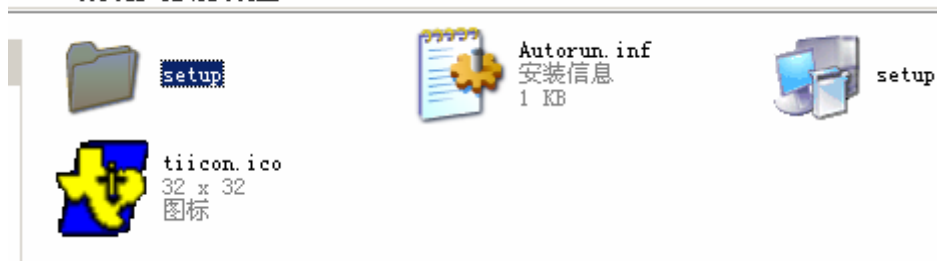 setup
Autorun.inf
安装信息
1 KB
setup
tiicon.ico
32 x 32
图标